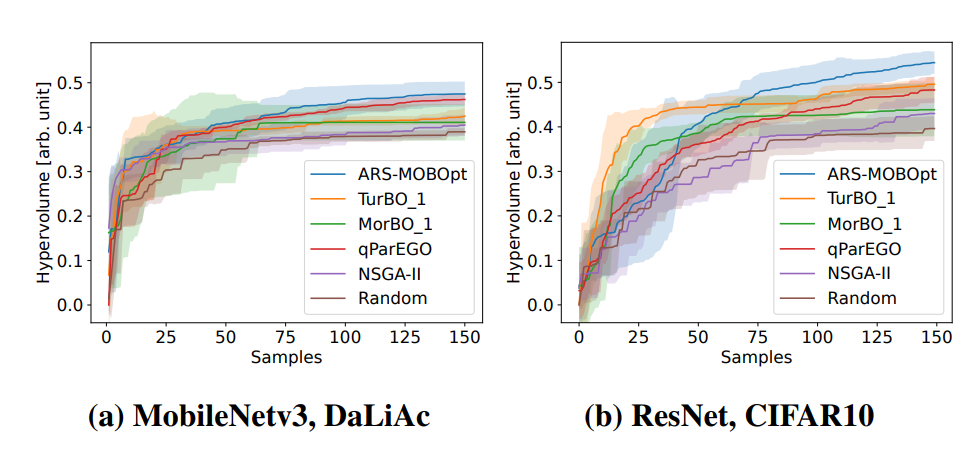 Hypervolume [arb. unit]
0.5
0.4
0.3
0.2
0.1
0.0
ARS-MOBOpt
TurBO_1
MorBO_1
qParEGO
NSGA-II
Random
0 25 50 75 100 125 150
Samples
(a) MobileNetv3, DaLiAc
Hypervolume [arb. unit]
0.5
0.4
0.3
0.2
0.1
0.0
ARS-MOBOpt
TurBO_1
MorBO_1
qParEGO
NSGA-II
Random
0 25 50 75 100 125 150
Samples
(b) ResNet, CIFAR10